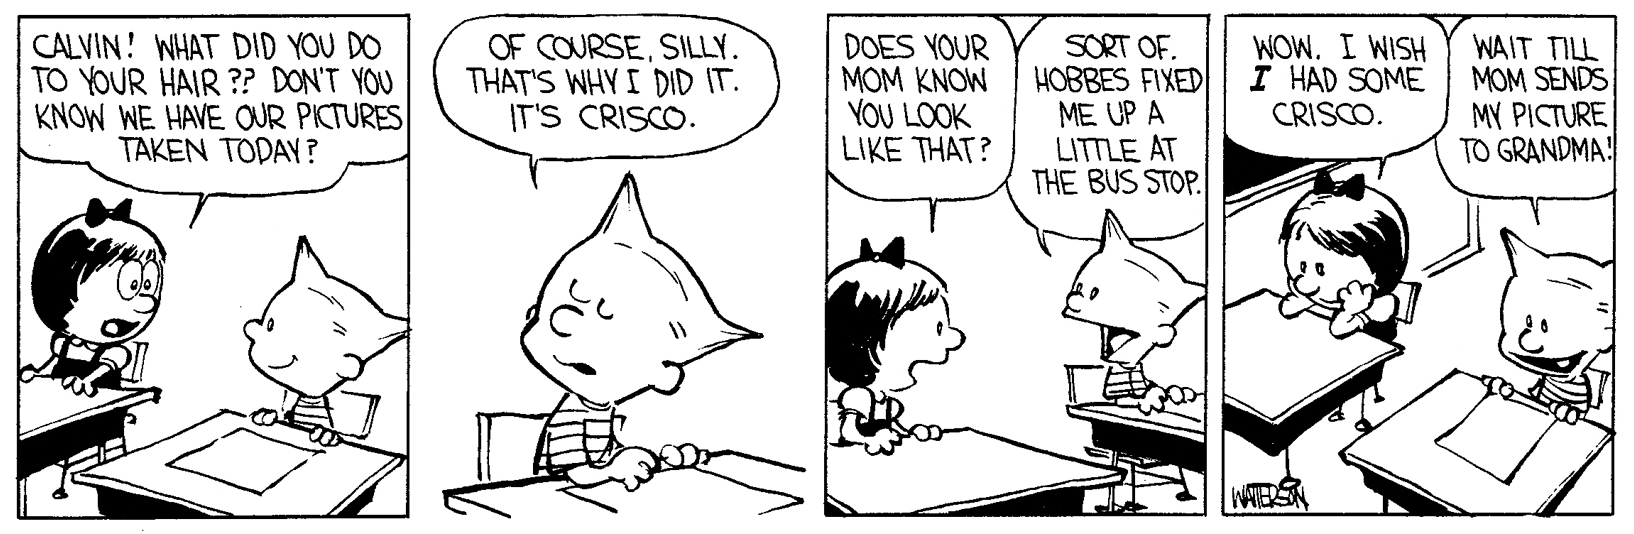 CALVIN! WHAT DID YOU DO
TO YOUR HAIR?? DON'T YOU
KNOW WE HAVE OUR PICTURES
TAKEN TODAY?
OF COURSE, SILLY.
THAT'S WHY I DID IT.
IT'S CRISCO.
DOES YOUR
MOM KNOW
YOU LOOK
LIKE THAT?
SORT OF.
HOBBES FIXED
ME UP A
LITTLE AT
THE BUS STOP.
WOW. I WISH
I HAD SOME
CRISCO.
WAIT TILL
MOM SENDS
MY PICTURE
TO GRANDMA!
WATTERSON